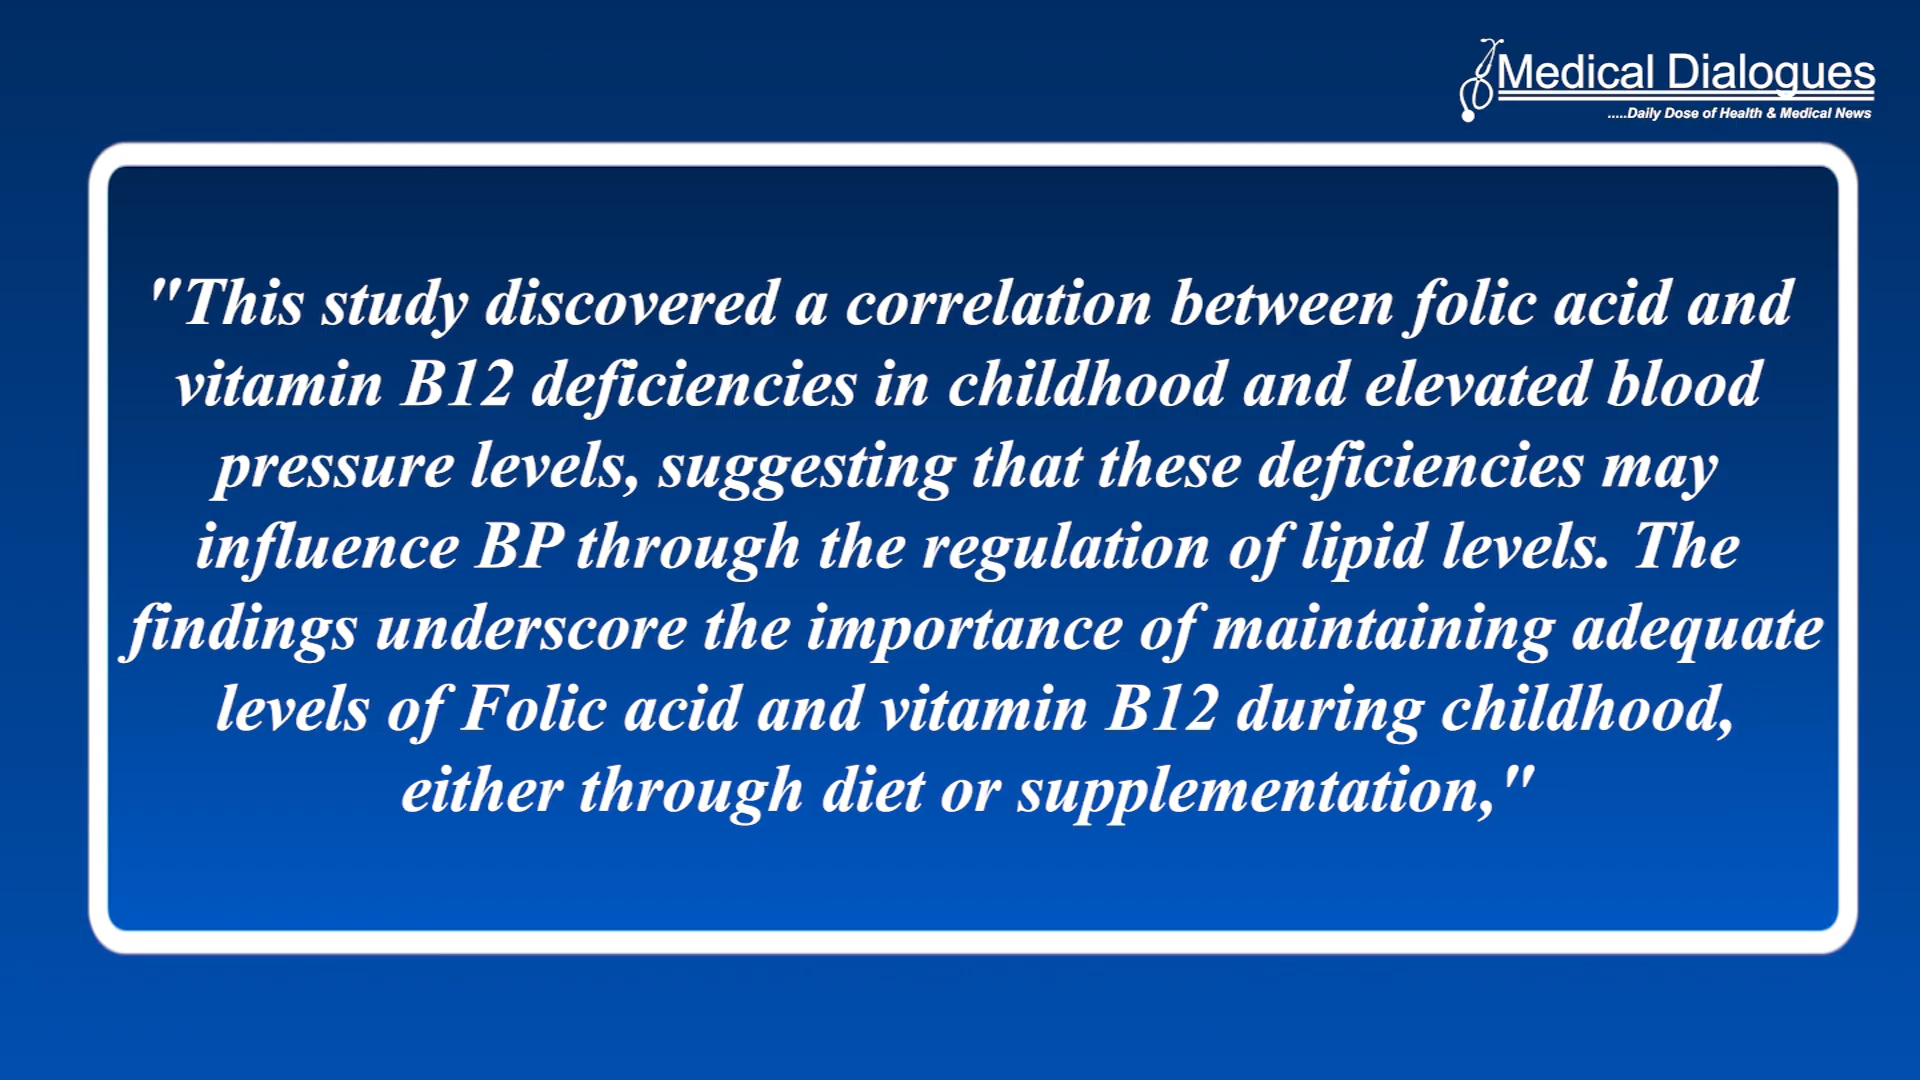 Medical Dialogues
.....Daily Dose of Health & Medical News
"This study discovered a correlation between folic acid and
vitamin B12 deficiencies in childhood and elevated blood
pressure levels, suggesting that these deficiencies may
influence BP through the regulation of lipid levels. The
findings underscore the importance of maintaining adequate
levels of Folic acid and vitamin B12 during childhood,
either through diet or supplementation,"